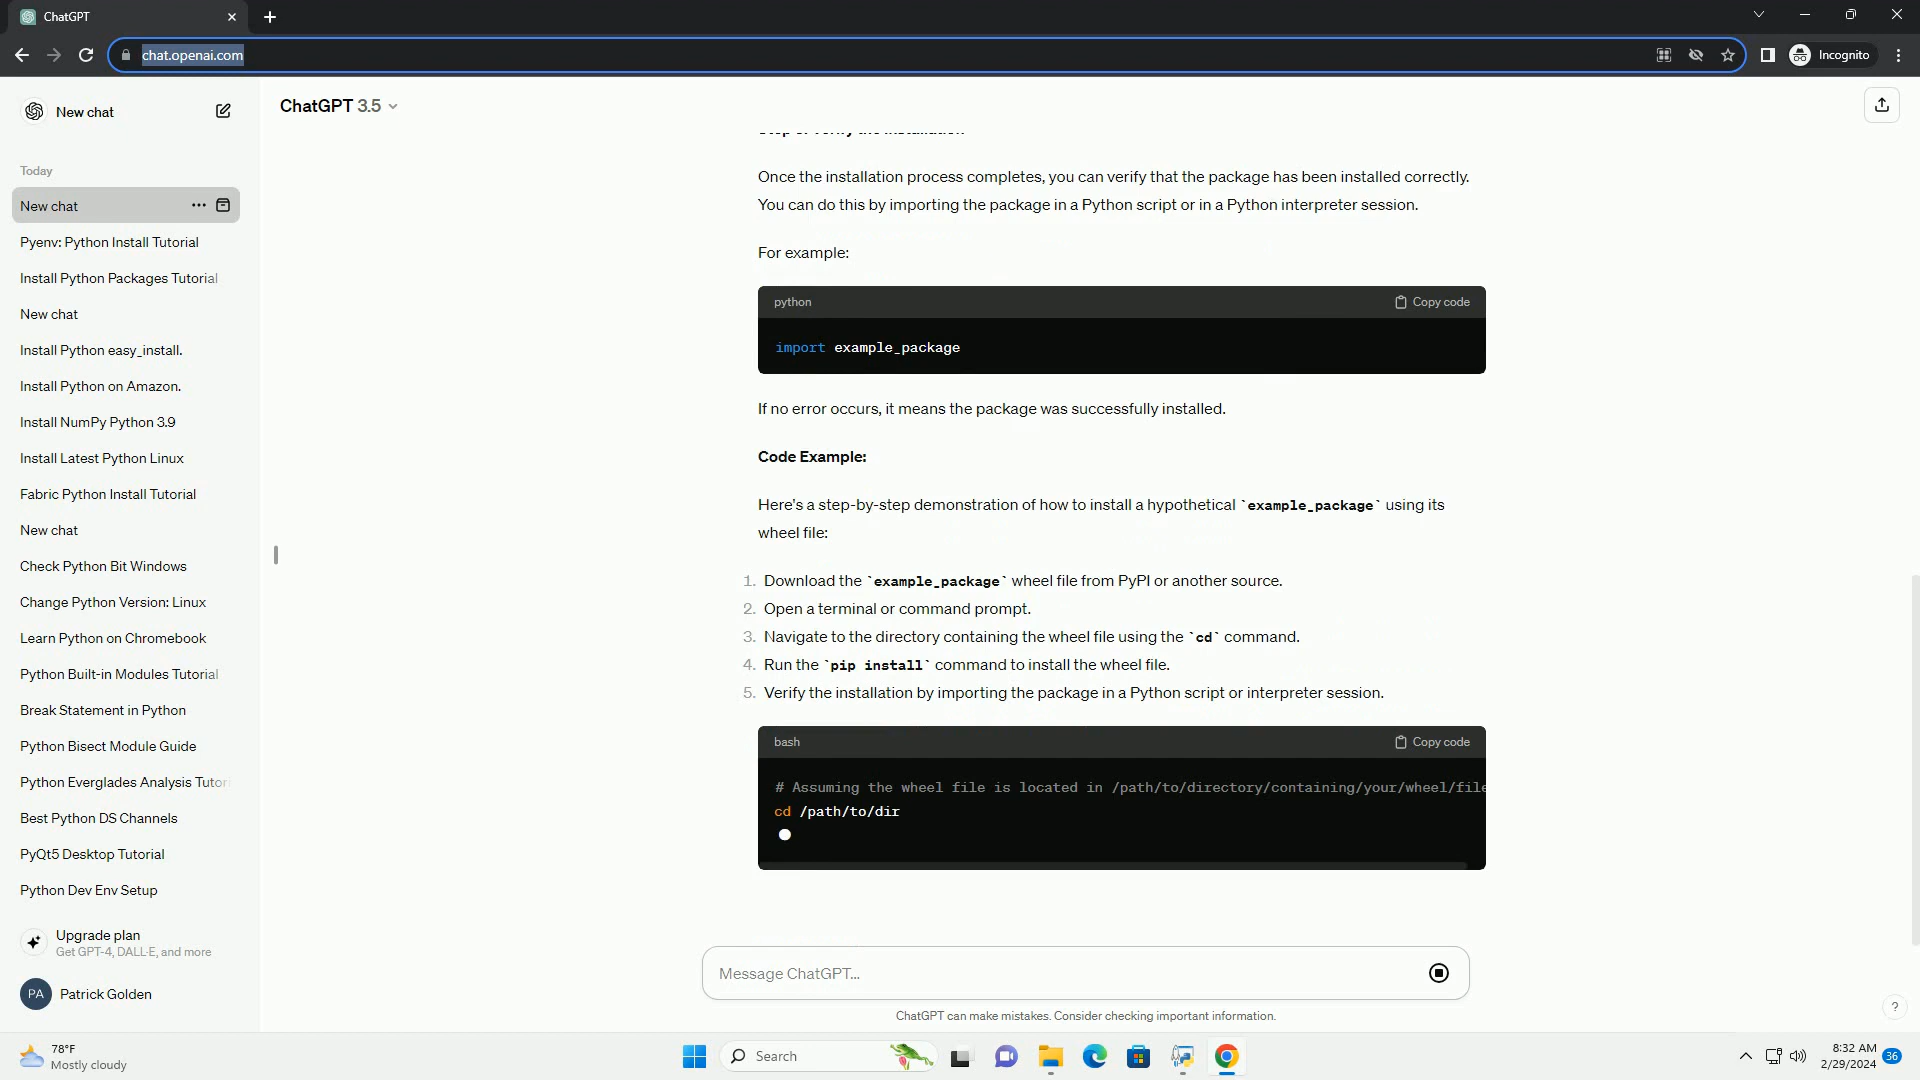 ChatGPT
chat.openai.com
Incognito
New chat
Today
New chat
Pyenv: Python Install Tutorial
Install Python Packages Tutorial
New chat
Install Python easy_install.
Install Python on Amazon.
Install NumPy Python 3.9
Install Latest Python Linux
Fabric Python Install Tutorial
New chat
Check Python Bit Windows
Change Python Version: Linux
Learn Python on Chromebook
Python Built-in Modules Tutorial
Break Statement in Python
Python Bisect Module Guide
Python Everglades Analysis Tutori
Best Python DS Channels
PyQt5 Desktop Tutorial
Python Dev Env Setup
Upgrade plan
Get GPT-4, DALL·E, and more
PA Patrick Golden
ChatGPT 3.5
Once the installation process completes, you can verify that the package has been installed correctly.
You can do this by importing the package in a Python script or in a Python interpreter session.
For example:
python Copy code
import example_package
If no error occurs, it means the package was successfully installed.
Code Example:
Here's a step-by-step demonstration of how to install a hypothetical `example_package` using its
wheel file:
1. Download the `example_package` wheel file from PyPI or another source.
2. Open a terminal or command prompt.
3. Navigate to the directory containing the wheel file using the `cd` command.
4. Run the `pip install` command to install the wheel file.
5. Verify the installation by importing the package in a Python script or interpreter session.
bash Copy code
# Assuming the wheel file is located in /path/to/directory/containing/your/wheel/file
cd /path/to/dir
Message ChatGPT...
ChatGPT can make mistakes. Consider checking important information.
?
78°F
Mostly cloudy
Search
8:32 AM
2/29/2024
36